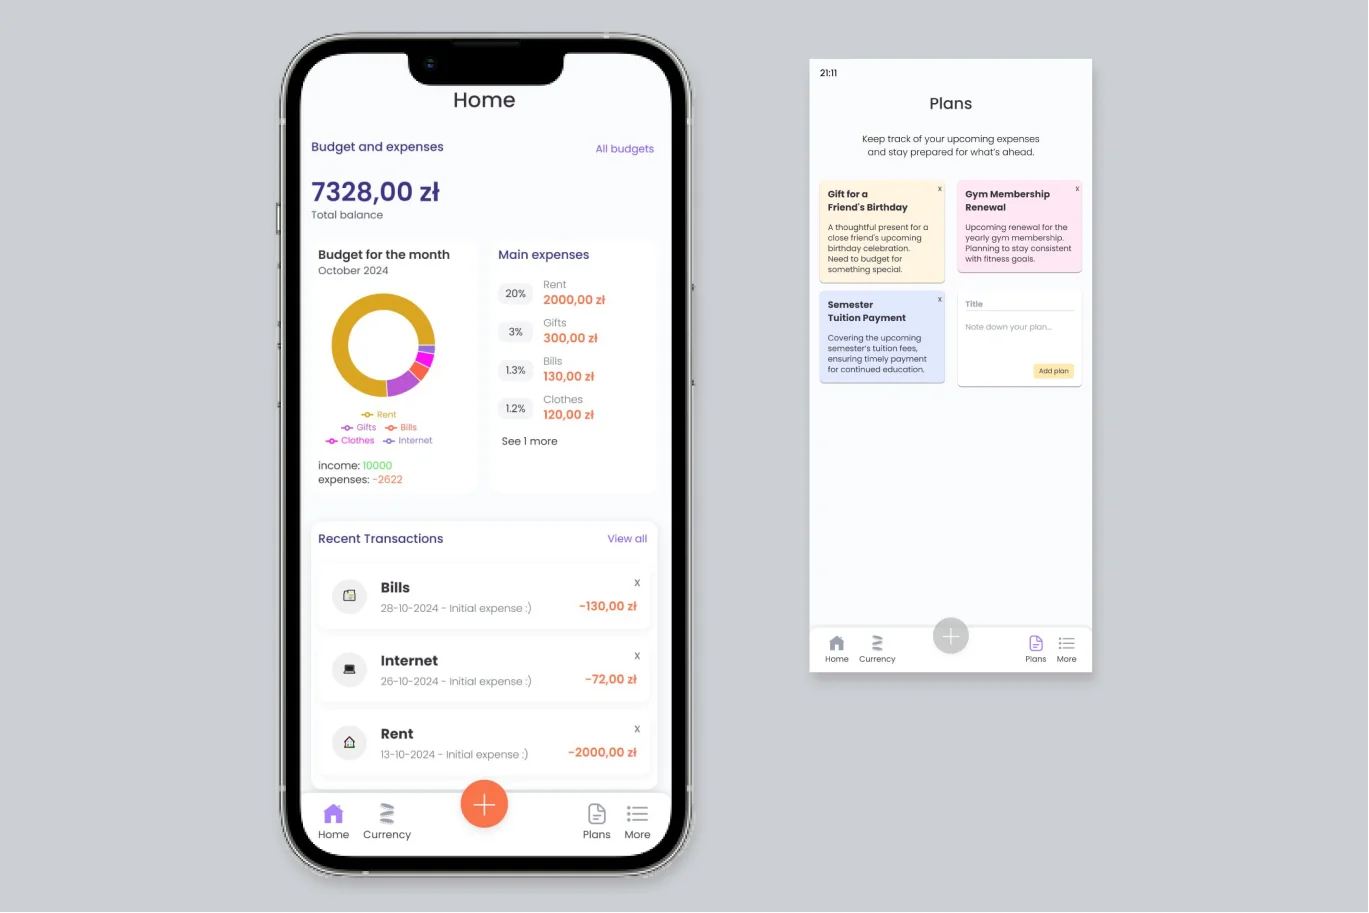 Home
Budget and expenses
All budgets
7328,00 zł
Total balance
Budget for the month
October 2024
Rent
Gifts Bills
Clothes Internet
income: 10000
expenses: -2622
Main expenses
20%
Rent
2000,00 zł
3%
Gifts
300,00 zł
1.3%
Bills
130,00 zł
1.2%
Clothes
120,00 zł
See 1 more
Recent Transactions
View all
Bills
x
28-10-2024 - Initial expense :)
-130,00 zł
Internet
x
26-10-2024 - Initial expense :)
-72,00 zł
Rent
x
13-10-2024 - Initial expense :)
-2000,00 zł
Home
Currency
Plans
More
21:11
Plans
Keep track of your upcoming expenses
and stay prepared for what's ahead.
x
Gift for a
Friend's Birthday
A thoughtful present for a
close friend's upcoming
birthday celebration.
Need to budget for
something special.
x
Gym Membership
Renewal
Upcoming renewal for the
yearly gym membership.
Planning to stay consistent
with fitness goals.
x
Semester
Tuition Payment
Covering the upcoming
semester's tuition fees,
ensuring timely payment
for continued education.
Title
Note down your plan...
Add plan
Home
Currency
Plans
More